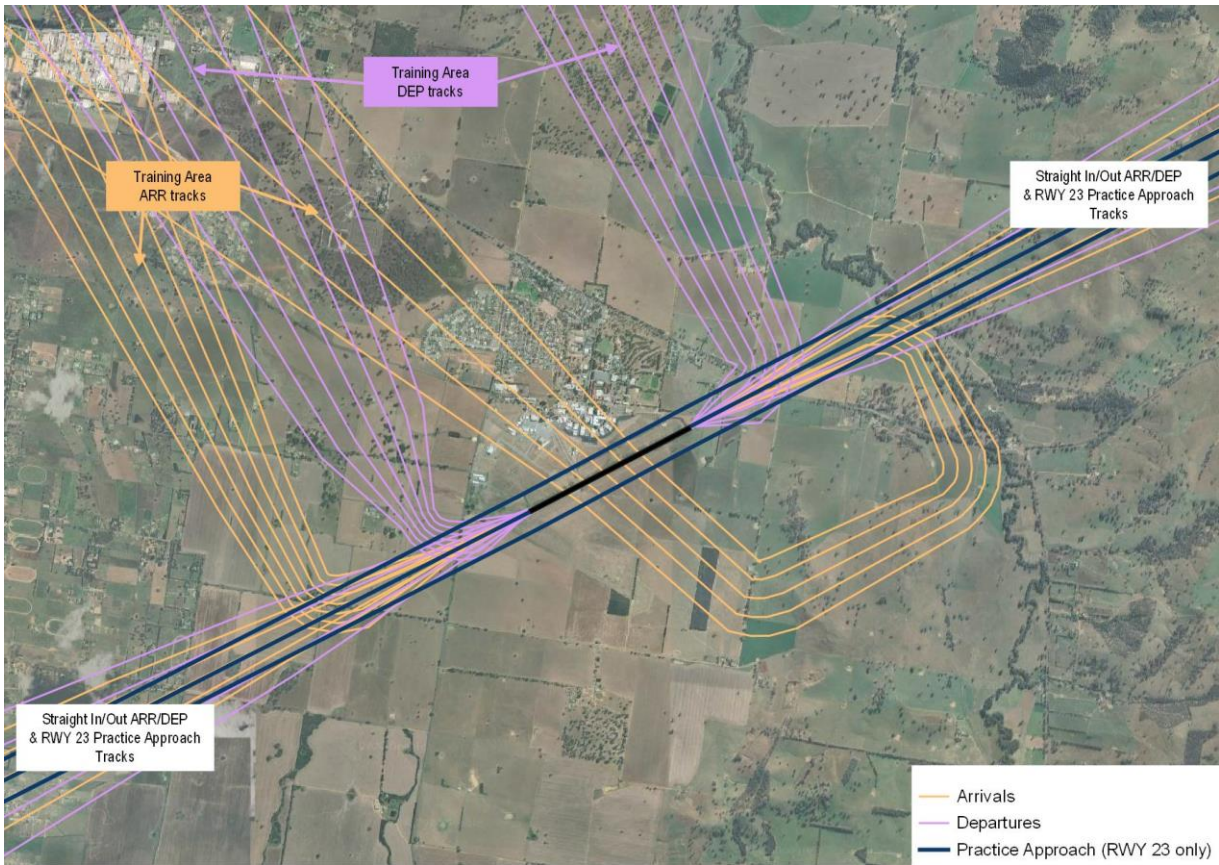 Training Area
DEP tracks
Training Area
ARR tracks
Straight In/Out ARR/DEP
& RWY 23 Practice Approach
Tracks
Straight In/Out ARR/DEP
& RWY 23 Practice Approach
Tracks
Arrivals
Departures
Practice Approach (RWY 23 only)